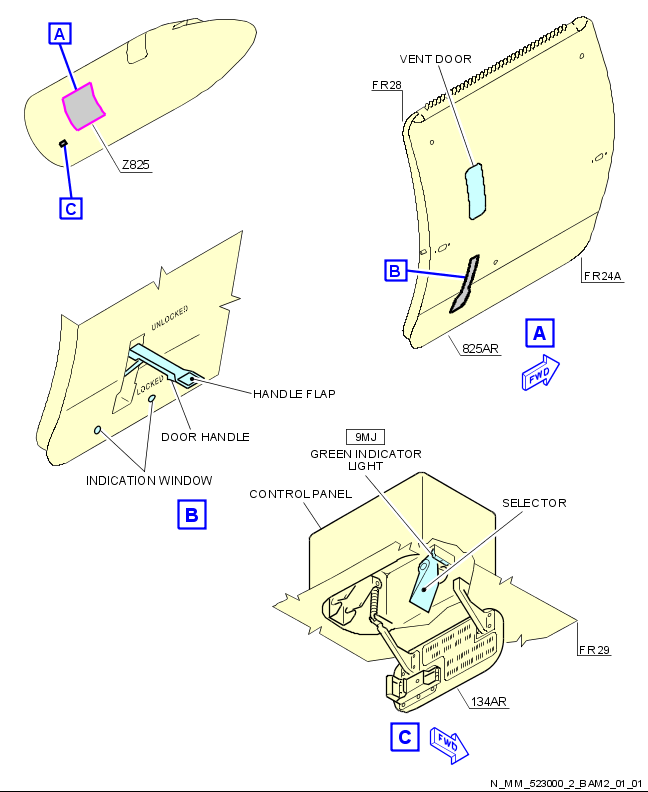 A
Z825
C
VENT DOOR
FR28
B
FR24A
825AR
A
FWD
UNLOCKED
LOCKED
HANDLE FLAP
DOOR HANDLE
INDICATION WINDOW
B
9MJ
GREEN INDICATOR
LIGHT
CONTROL PANEL
SELECTOR
FR29
134AR
C
FWD
N_MM_523000_2_BAM2_01_01